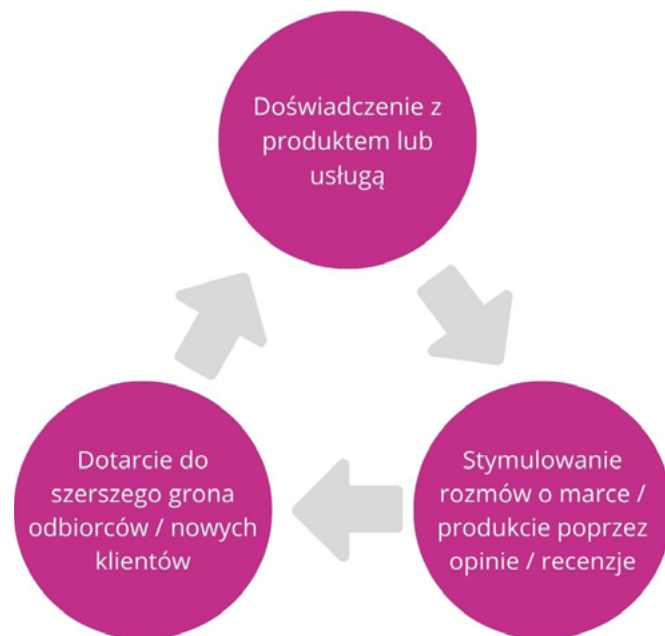 Doświadczenie z
produktem lub
usługą
Stymulowanie
rozmów o marce /
produkcie poprzez
opinie / recenzje
Dotarcie do
szerszego grona
odbiorców / nowych
klientów